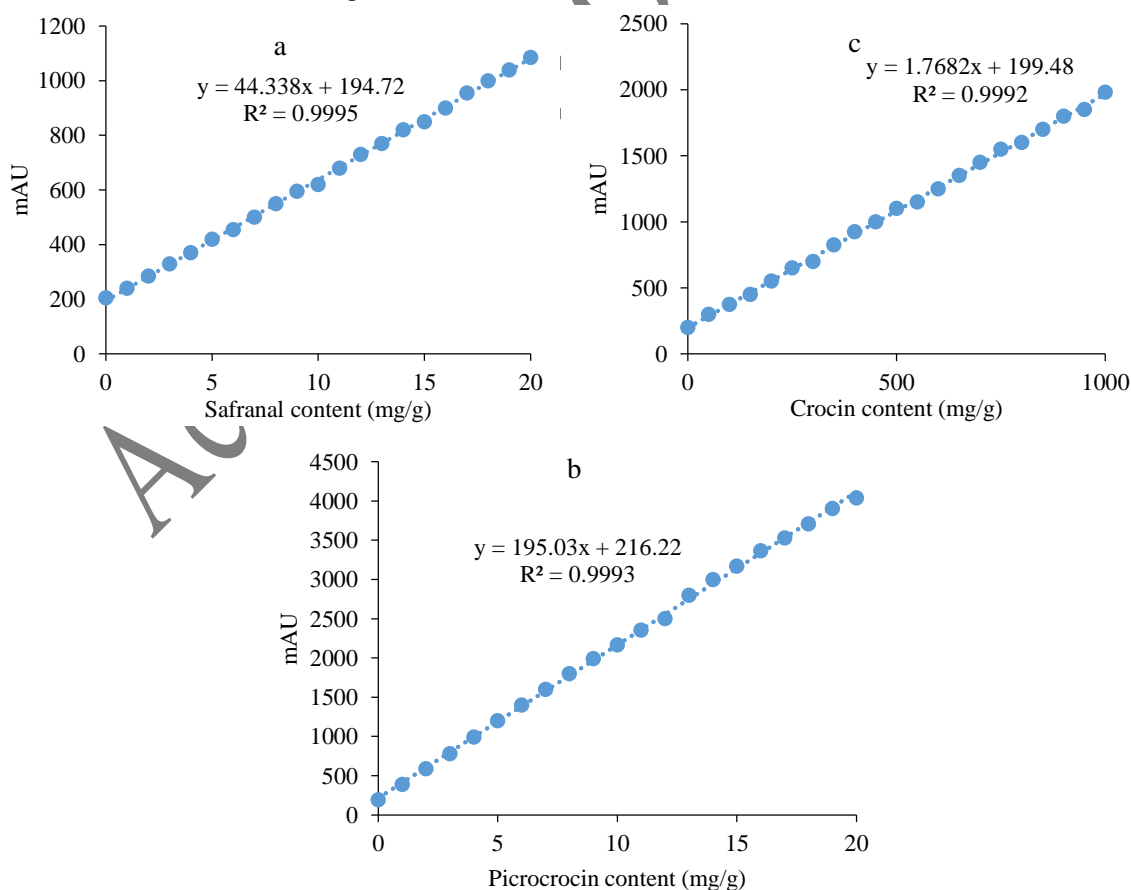 a
y = 44.338x + 194.72
R² = 0.9995
mAU
1200
1000
800
600
400
200
0
0 5 10 15 20
Safranal content (mg/g)
c
y = 1.7682x + 199.48
R² = 0.9992
mAU
2500
2000
1500
1000
500
0
0 500 1000
Crocin content (mg/g)
b
y = 195.03x + 216.22
R² = 0.9993
mAU
4500
4000
3500
3000
2500
2000
1500
1000
500
0
0 5 10 15 20
Picrocrocin content (mg/g)